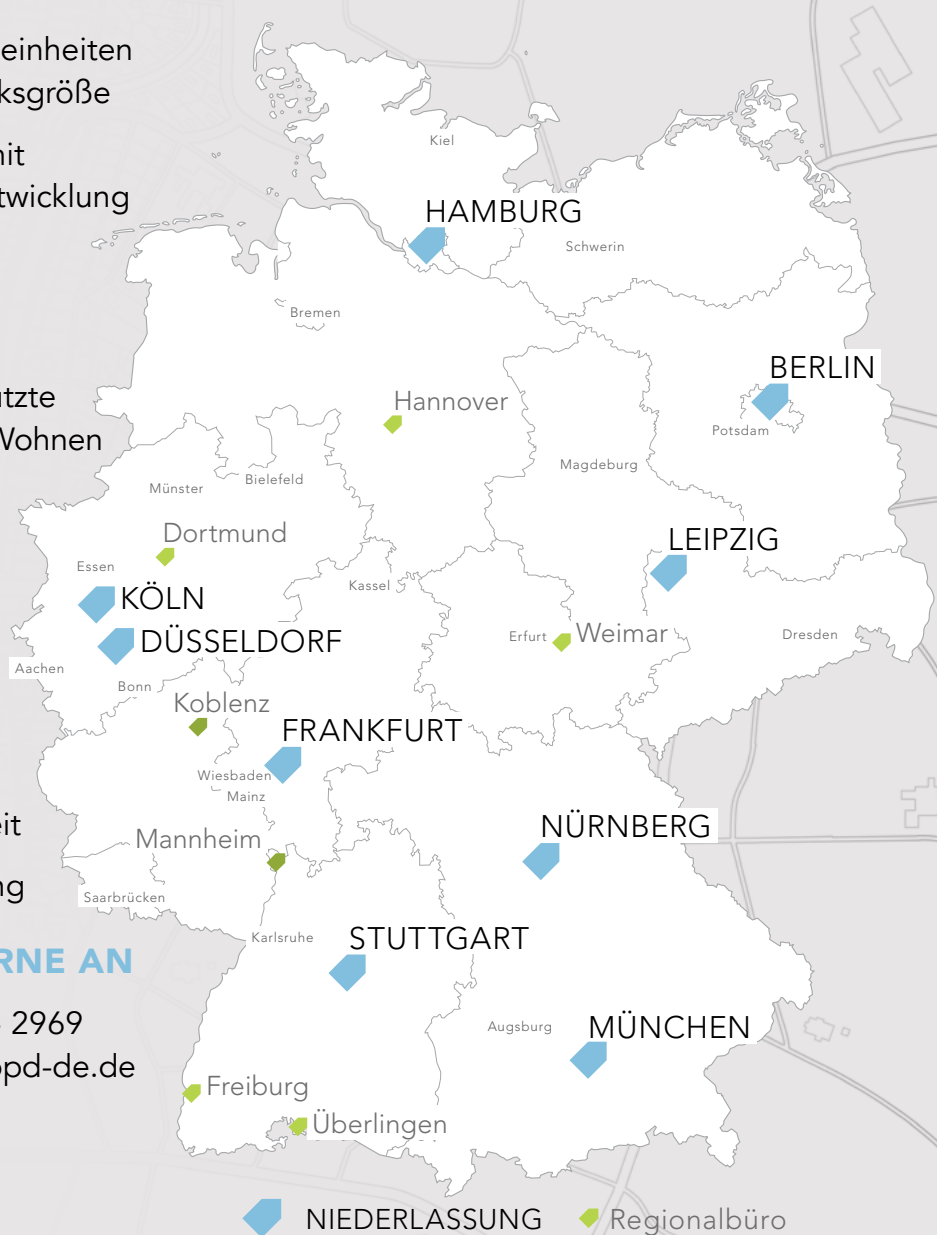 einheiten
ksgröße
nit
twicklung
utzte
Wohnen
eit
ng
RNE AN
2969
opd-de.de
Kiel
HAMBURG
Schwerin
Bremen
BERLIN
Hannover
Potsdam
Magdeburg
Bielefeld
Münster
Dortmund
LEIPZIG
Essen
Kassel
KÖLN
Erfurt
Weimar
Dresden
DÜSSELDORF
Aachen
Bonn
Koblenz
FRANKFURT
Wiesbaden
Mainz
NÜRNBERG
Mannheim
Saarbrücken
Karlsruhe
STUTTGART
Augsburg
MÜNCHEN
Freiburg
Überlingen
NIEDERLASSUNG
Regionalbüro